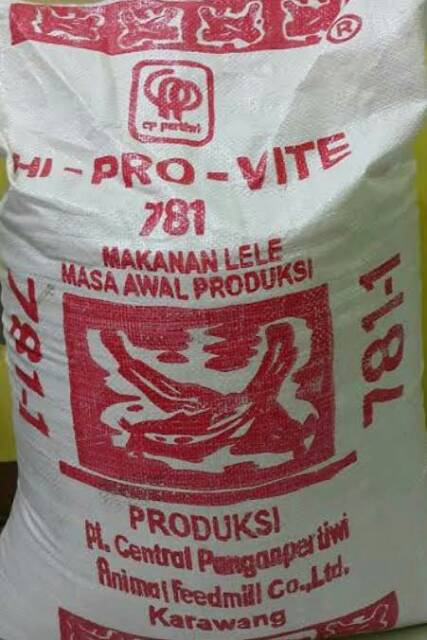 ®
cp pertiwi
HI-PRO-VITE
781
MAKANAN LELE
MASA AWAL PRODUKSI
781-1
781-1
PRODUKSI
pt. Central Panganpertiwi
Animal Feedmill Co., Ltd.
Karawang